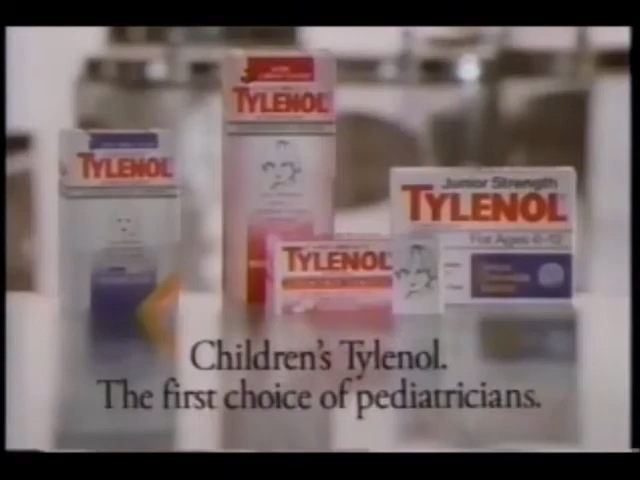 TYLENOL
TYLENOL
TYLENOL
Junior Strength
TYLENOL
For Ages 6-12
Children's Tylenol.
The first choice of pediatricians.